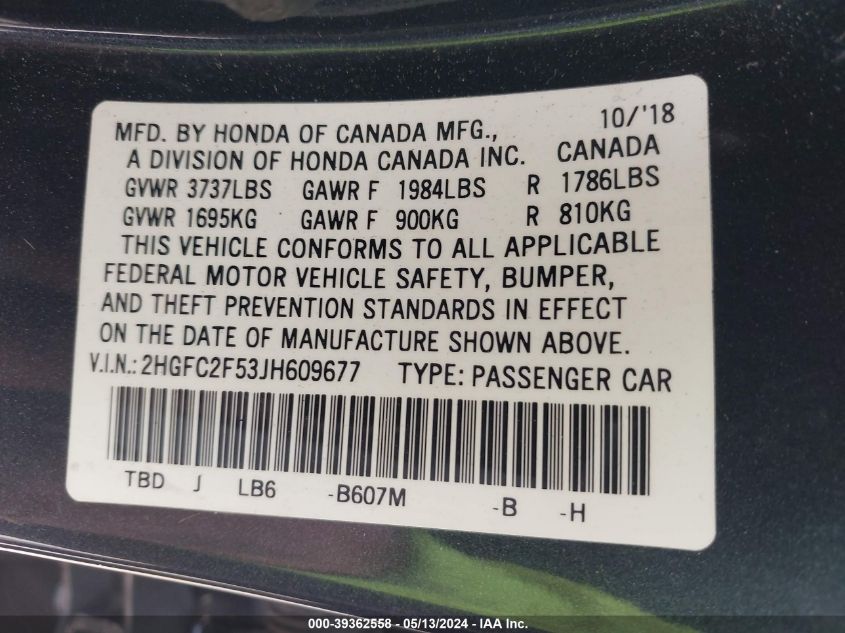 10/'18
MFD. BY HONDA OF CANADA MFG.,
A DIVISION OF HONDA CANADA INC. CANADA
GVWR 3737LBS GAWR F 1984LBS R 1786LBS
GVWR 1695KG GAWR F 900KG R 810KG
THIS VEHICLE CONFORMS TO ALL APPLICABLE
FEDERAL MOTOR VEHICLE SAFETY, BUMPER,
AND THEFT PREVENTION STANDARDS IN EFFECT
ON THE DATE OF MANUFACTURE SHOWN ABOVE.
V.I.N.: 2HGFC2F53JH609677 TYPE: PASSENGER CAR
TBD J LB6 -B607M -B -H
000-39362558 - 05/13/2024 - IAA Inc.